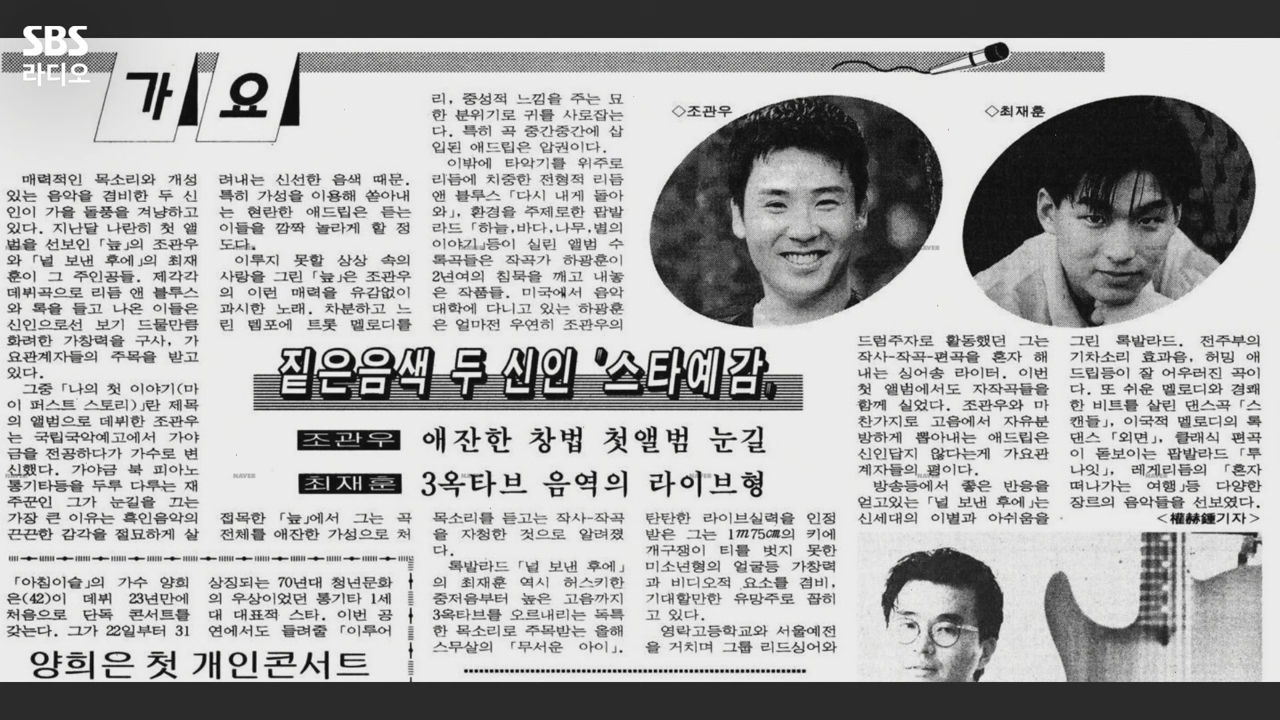 SBS
라디오
가요
◇조관우
◇최재훈
매력적인 목소리와 개성
있는 음악을 겸비한 두 신
인이 가을 돌풍을 겨냥하고
있다. 지난달 나란히 첫 앨
범을 선보인 「늪」의 조관우
와 「널 보낸 후에」의 최재
훈이 그 주인공들. 제각각
데뷔곡으로 리듬 앤 블루스
와 록을 들고 나온 이들은
신인으로선 보기 드물만큼
화려한 가창력을 구사, 가
요관계자들의 주목을 받고
있다.
그중 「나의 첫 이야기(마
이 퍼스트 스토리)」란 제목
의 앨범으로 데뷔한 조관우
는 국립국악예고에서 가야
금을 전공하다가 가수로 변
신했다. 가야금 북 피아노
통기타등을 두루 다루는 재
주꾼인 그가 눈길을 끄는
가장 큰 이유는 흑인음악의
끈끈한 감각을 절묘하게 살
려내는 신선한 음색 때문.
특히 가성을 이용해 쏟아내
는 현란한 애드립은 듣는
이들을 깜짝 놀라게 할 정
도다.
이루지 못할 상상 속의
사랑을 그린 「늪」은 조관우
의 이런 매력을 유감없이
과시한 노래. 차분하고 느
린 템포에 트롯 멜로디를
짙은음색 두 신인 〝스타예감〟
조관우 애잔한 창법 첫앨범 눈길
최재훈 3옥타브 음역의 라이브형
접목한 「늪」에서 그는 곡
전체를 애잔한 가성으로 처
리, 중성적 느낌을 주는 묘
한 분위기로 귀를 사로잡는
다. 특히 곡 중간중간에 삽
입된 애드립은 압권이다.
이밖에 타악기를 위주로
리듬에 치중한 전형적 리듬
앤 블루스 「다시 내게 돌아
와」, 환경을 주제로한 팝발
라드 「하늘,바다,나무,별의
이야기」등이 실린 앨범 수
록곡들은 작곡가 하광훈이
2년여의 침묵을 깨고 내놓
은 작품들. 미국에서 음악
대학에 다니고 있는 하광훈
은 얼마전 우연히 조관우의
목소리를 듣고는 작사-작곡
을 자청한 것으로 알려졌
다.
록발라드 「널 보낸 후에」
의 최재훈 역시 허스키한
중저음부터 높은 고음까지
3옥타브를 오르내리는 독특
한 목소리로 주목받는 올해
스무살의 「무서운 아이」.
탄탄한 라이브실력을 인정
받은 그는 1m75㎝의 키에
개구쟁이 티를 벗지 못한
미소년형의 얼굴등 가창력
과 비디오적 요소를 겸비,
기대할만한 유망주로 꼽히
고 있다.
영락고등학교와 서울예전
을 거치며 그룹 리드싱어와
드럼주자로 활동했던 그는
작사-작곡-편곡을 혼자 해
내는 싱어송 라이터. 이번
첫 앨범에서도 자작곡들을
함께 실었다. 조관우와 마
찬가지로 고음에서 자유분
방하게 뽑아내는 애드립은
신인답지 않다는게 가요관
계자들의 평이다.
방송등에서 좋은 반응을
얻고있는 「널 보낸 후에」는
신세대의 이별과 아쉬움을
그린 록발라드. 전주부의
기차소리 효과음, 허밍 애
드립등이 잘 어우러진 곡이
다. 또 쉬운 멜로디와 경쾌
한 비트를 살린 댄스곡 「스
캔들」, 이국적 멜로디의 록
댄스 「외면」, 클래식 편곡
이 돋보이는 팝발라드 「투
나잇」, 레게리듬의 「혼자
떠나가는 여행」등 다양한
장르의 음악들을 선보였다.
<權赫鍾기자>
「아침이슬」의 가수 양희
은(42)이 데뷔 23년만에
처음으로 단독 콘서트를
갖는다. 그가 22일부터 31
상징되는 70년대 청년문화
의 우상이었던 통기타 1세
대 대표적 스타. 이번 공
연에서도 들려줄 「이루어
양희은 첫 개인콘서트
NAVER
NAVER
NAVER
NAVER